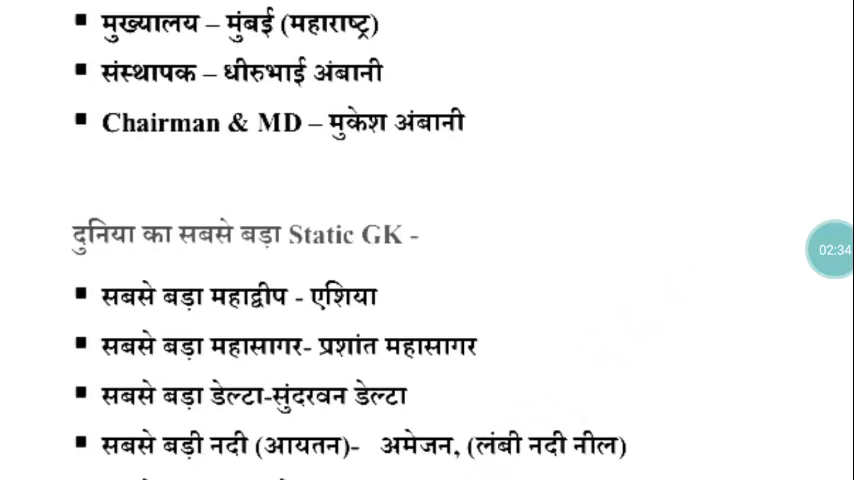 ▪ मुख्यालय – मुंबई (महाराष्ट्र)
▪ संस्थापक – धीरुभाई अंबानी
▪ Chairman & MD – मुकेश अंबानी
दुनिया का सबसे बड़ा Static GK -
▪ सबसे बड़ा महाद्वीप - एशिया
▪ सबसे बड़ा महासागर- प्रशांत महासागर
▪ सबसे बड़ा डेल्टा-सुंदरवन डेल्टा
▪ सबसे बड़ी नदी (आयतन)- अमेजन, (लंबी नदी नील)
02:34